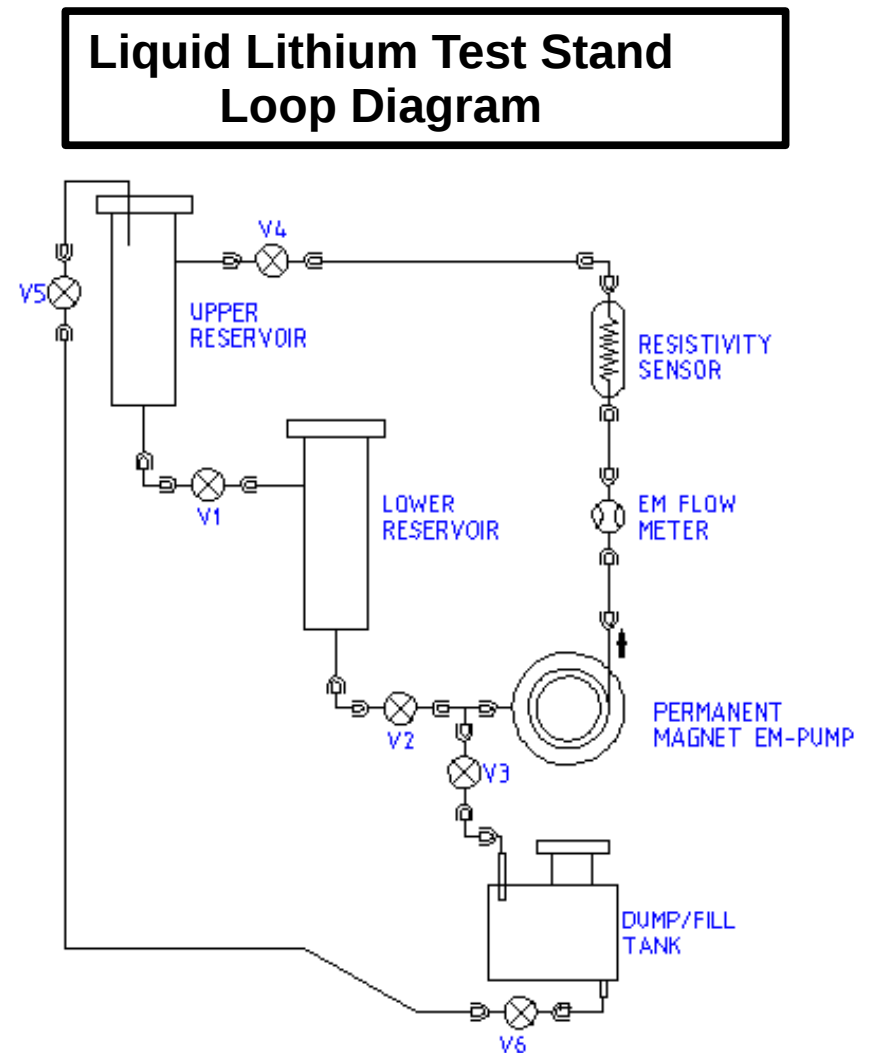 Liquid Lithium Test Stand
Loop Diagram
V4
V5
UPPER
RESERVOIR
RESISTIVITY
SENSOR
V1
LOWER
RESERVOIR
EM FLOW
METER
V2
PERMANENT
MAGNET EM-PUMP
V3
DUMP/FILL
TANK
V6